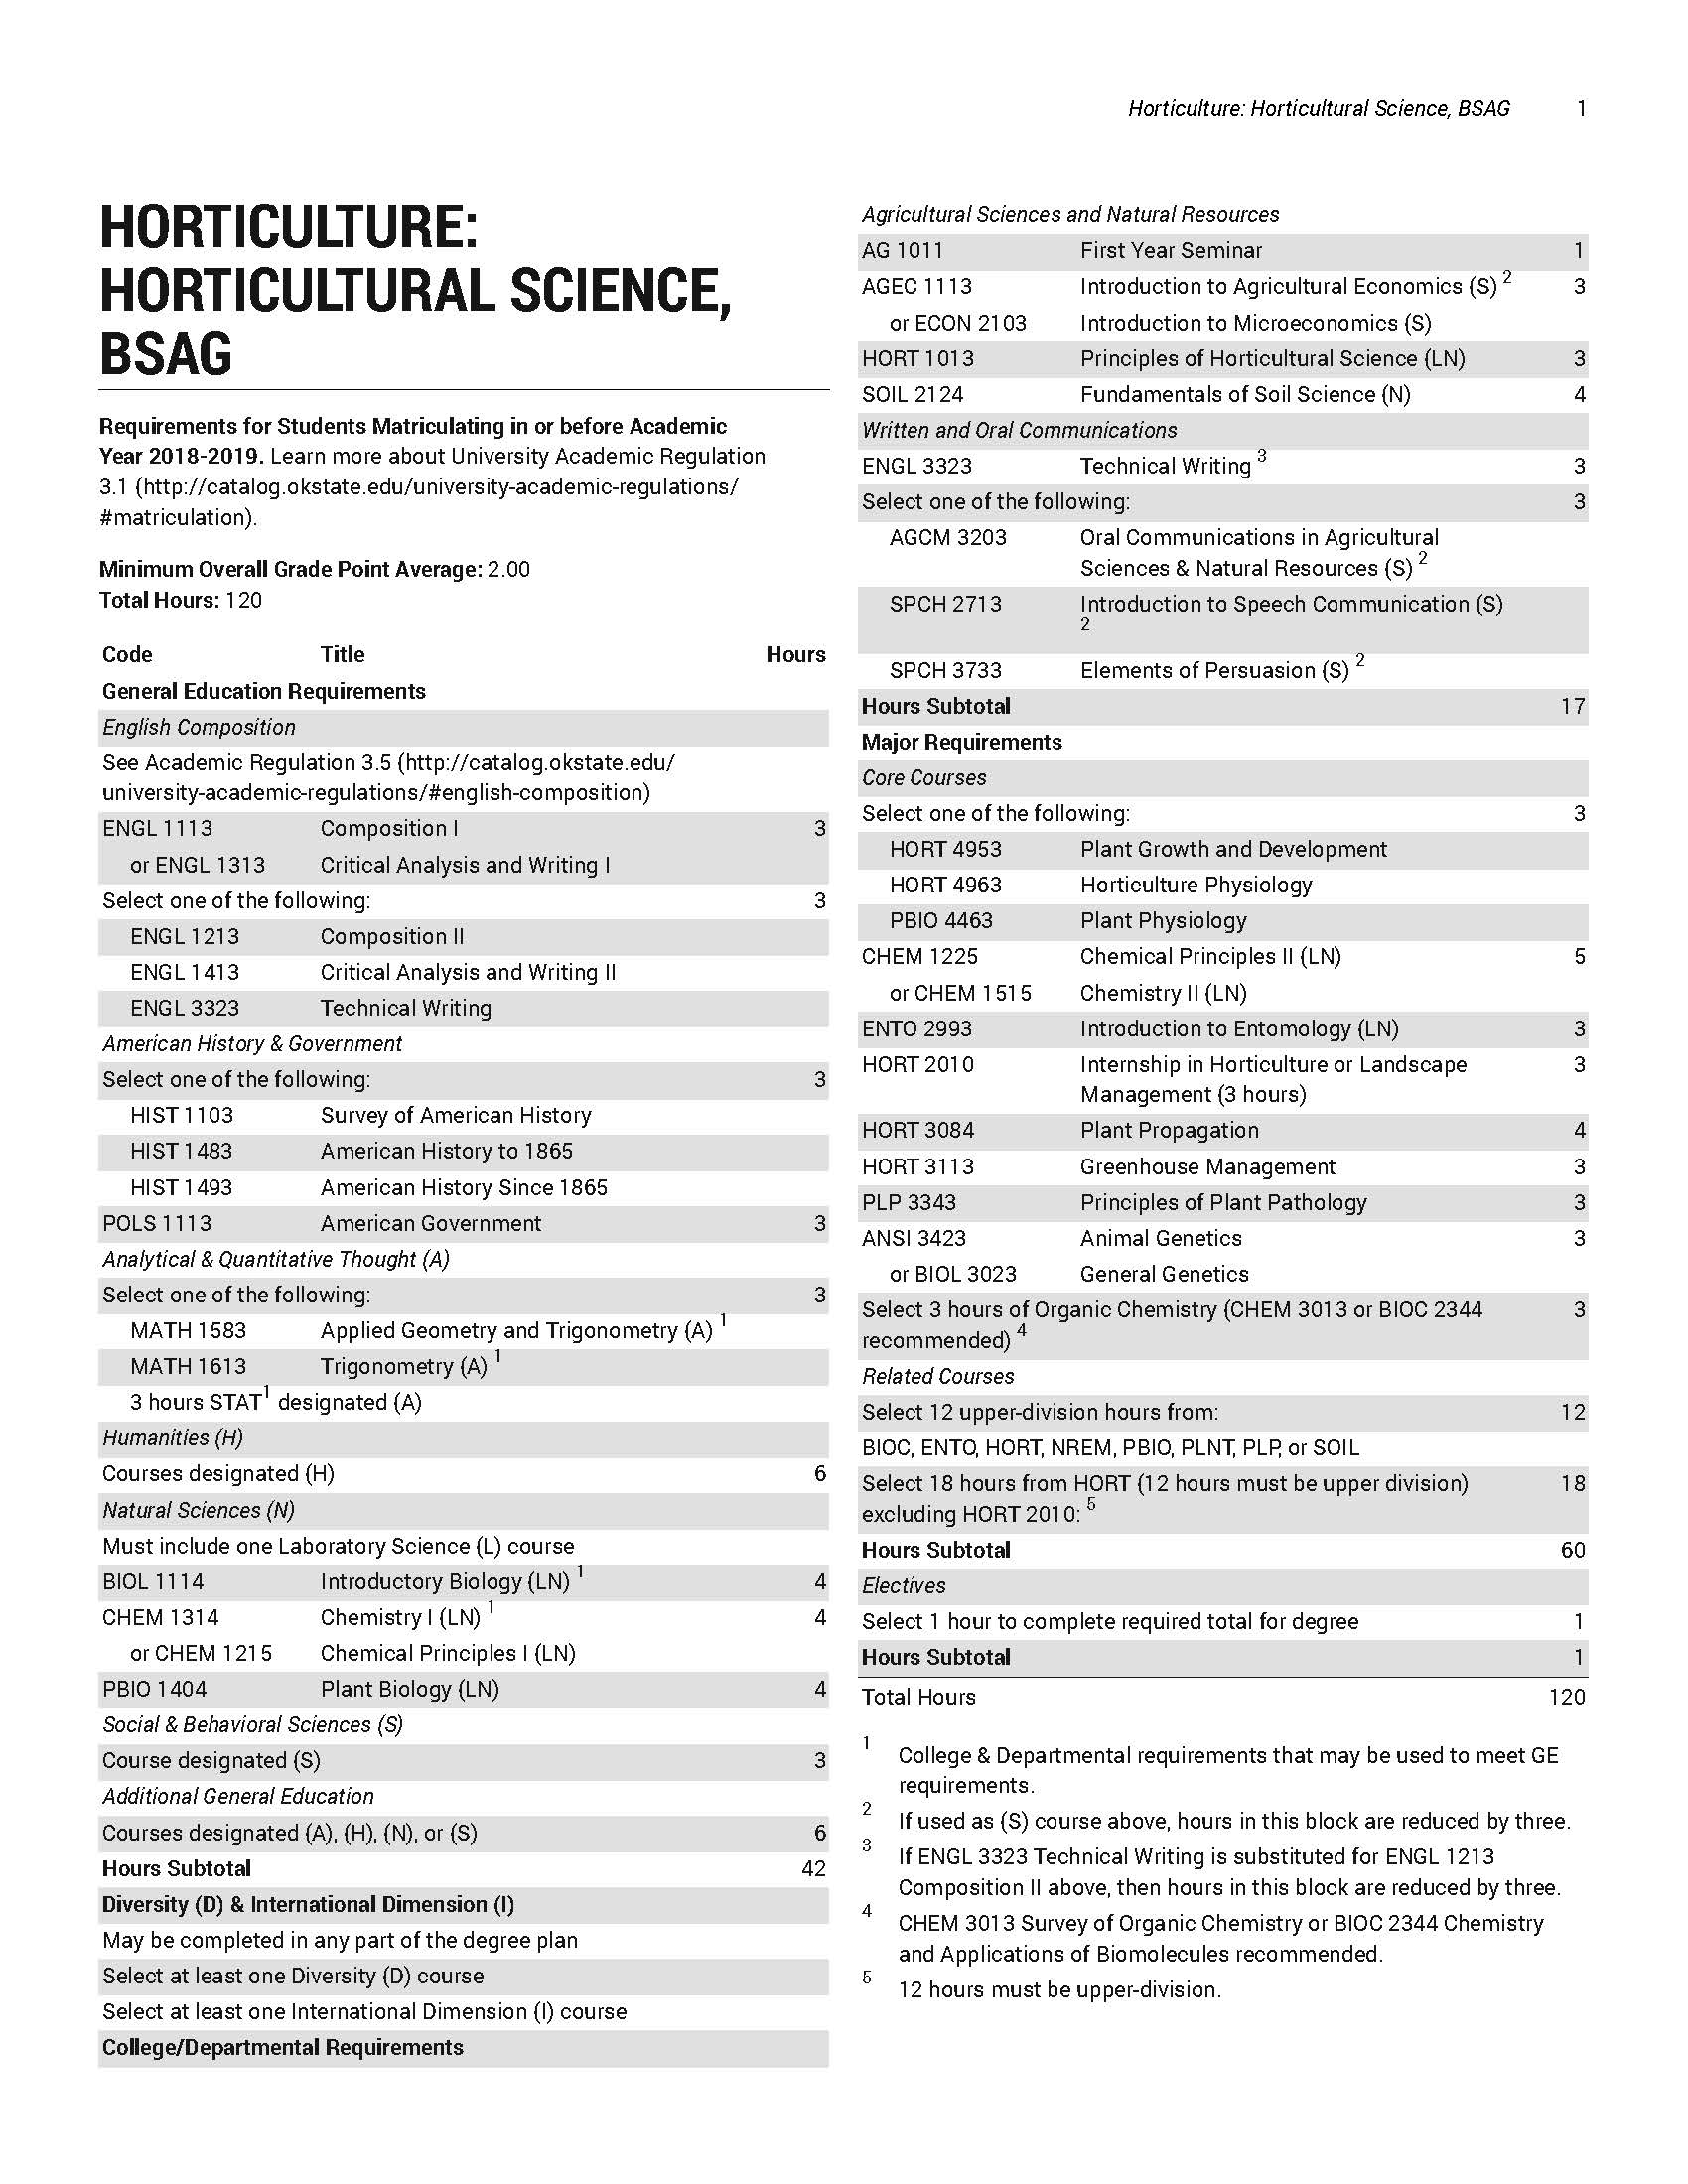 Horticulture: Horticultural Science, BSAG 1
HORTICULTURE:
HORTICULTURAL SCIENCE,
BSAG
Requirements for Students Matriculating in or before Academic
Year 2018-2019. Learn more about University Academic Regulation
3.1 (http://catalog.okstate.edu/university-academic-regulations/
#matriculation).
Minimum Overall Grade Point Average: 2.00
Total Hours: 120
Code Title Hours
General Education Requirements
English Composition
See Academic Regulation 3.5 (http://catalog.okstate.edu/
university-academic-regulations/#english-composition)
ENGL 1113 Composition I 3
or ENGL 1313 Critical Analysis and Writing I
Select one of the following: 3
ENGL 1213 Composition II
ENGL 1413 Critical Analysis and Writing II
ENGL 3323 Technical Writing
American History & Government
Select one of the following: 3
HIST 1103 Survey of American History
HIST 1483 American History to 1865
HIST 1493 American History Since 1865
POLS 1113 American Government 3
Analytical & Quantitative Thought (A)
Select one of the following: 3
MATH 1583 Applied Geometry and Trigonometry (A) 1
MATH 1613 Trigonometry (A) 1
3 hours STAT1 designated (A)
Humanities (H)
Courses designated (H) 6
Natural Sciences (N)
Must include one Laboratory Science (L) course
BIOL 1114 Introductory Biology (LN) 1 4
CHEM 1314 Chemistry I (LN) 1 4
or CHEM 1215 Chemical Principles I (LN)
PBIO 1404 Plant Biology (LN) 4
Social & Behavioral Sciences (S)
Course designated (S) 3
Additional General Education
Courses designated (A), (H), (N), or (S) 6
Hours Subtotal 42
Diversity (D) & International Dimension (I)
May be completed in any part of the degree plan
Select at least one Diversity (D) course
Select at least one International Dimension (I) course
College/Departmental Requirements
Agricultural Sciences and Natural Resources
AG 1011 First Year Seminar 1
AGEC 1113 Introduction to Agricultural Economics (S) 2 3
or ECON 2103 Introduction to Microeconomics (S)
HORT 1013 Principles of Horticultural Science (LN) 3
SOIL 2124 Fundamentals of Soil Science (N) 4
Written and Oral Communications
ENGL 3323 Technical Writing 3 3
Select one of the following: 3
AGCM 3203 Oral Communications in Agricultural
Sciences & Natural Resources (S) 2
SPCH 2713 Introduction to Speech Communication (S)
2
SPCH 3733 Elements of Persuasion (S) 2
Hours Subtotal 17
Major Requirements
Core Courses
Select one of the following: 3
HORT 4953 Plant Growth and Development
HORT 4963 Horticulture Physiology
PBIO 4463 Plant Physiology
CHEM 1225 Chemical Principles II (LN) 5
or CHEM 1515 Chemistry II (LN)
ENTO 2993 Introduction to Entomology (LN) 3
HORT 2010 Internship in Horticulture or Landscape 3
Management (3 hours)
HORT 3084 Plant Propagation 4
HORT 3113 Greenhouse Management 3
PLP 3343 Principles of Plant Pathology 3
ANSI 3423 Animal Genetics 3
or BIOL 3023 General Genetics
Select 3 hours of Organic Chemistry (CHEM 3013 or BIOC 2344 3
recommended) 4
Related Courses
Select 12 upper-division hours from: 12
BIOC, ENTO, HORT, NREM, PBIO, PLNT, PLP, or SOIL
Select 18 hours from HORT (12 hours must be upper division) 18
excluding HORT 2010: 5
Hours Subtotal 60
Electives
Select 1 hour to complete required total for degree 1
Hours Subtotal 1
Total Hours 120
1 College & Departmental requirements that may be used to meet GE
requirements.
2 If used as (S) course above, hours in this block are reduced by three.
3 If ENGL 3323 Technical Writing is substituted for ENGL 1213
Composition II above, then hours in this block are reduced by three.
4 CHEM 3013 Survey of Organic Chemistry or BIOC 2344 Chemistry
and Applications of Biomolecules recommended.
5 12 hours must be upper-division.